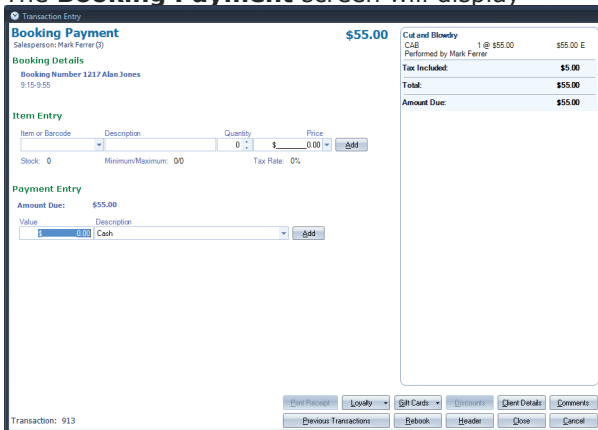 The Booking Payment screen will display
Transaction Entry
Booking Payment $55.00
Salesperson: Mark Ferrer (3)
Booking Details
Booking Number 1217 Alan Jones
9:15-9:55
Item Entry
Item or Barcode Description Quantity Price
0 $______0.00 Add
Stock: 0 Minimum/Maximum: 0/0 Tax Rate: 0%
Payment Entry
Amount Due: $55.00
Value Description
$ 0.00 Cash Add
Cut and Blowdry
CAB 1 @ $55.00 $55.00 E
Performed by Mark Ferrer
Tax Included: $5.00
Total: $55.00
Amount Due: $55.00
Print Receipt Loyalty Gift Cards Discounts Client Details Comments
Transaction: 913 Previous Transactions Rebook Header Close Cancel